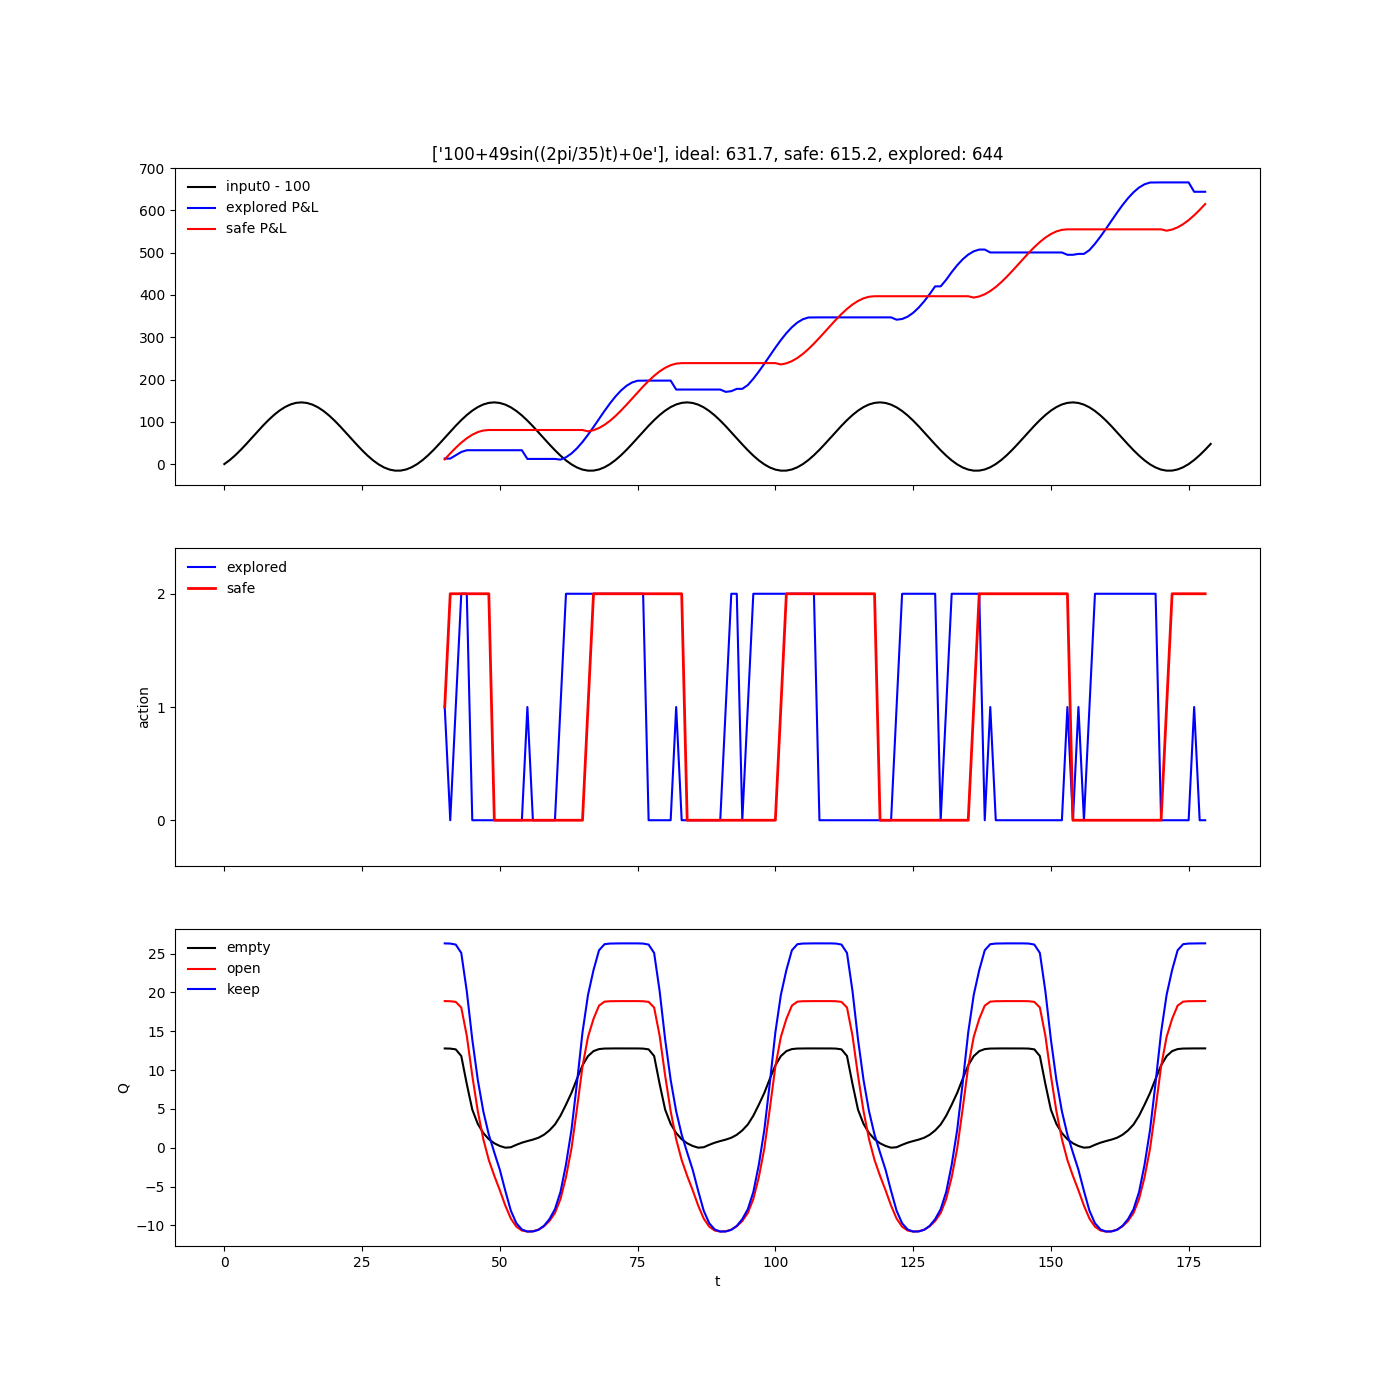 ['100+49sin((2pi/35)t)+0e'], ideal: 631.7, safe: 615.2, explored: 644
700
600
500
400
300
200
100
0
input0 - 100
explored P&L
safe P&L
action
2
1
0
explored
safe
Q
25
20
15
10
5
0
−5
−10
empty
open
keep
0 25 50 75 100 125 150 175
t